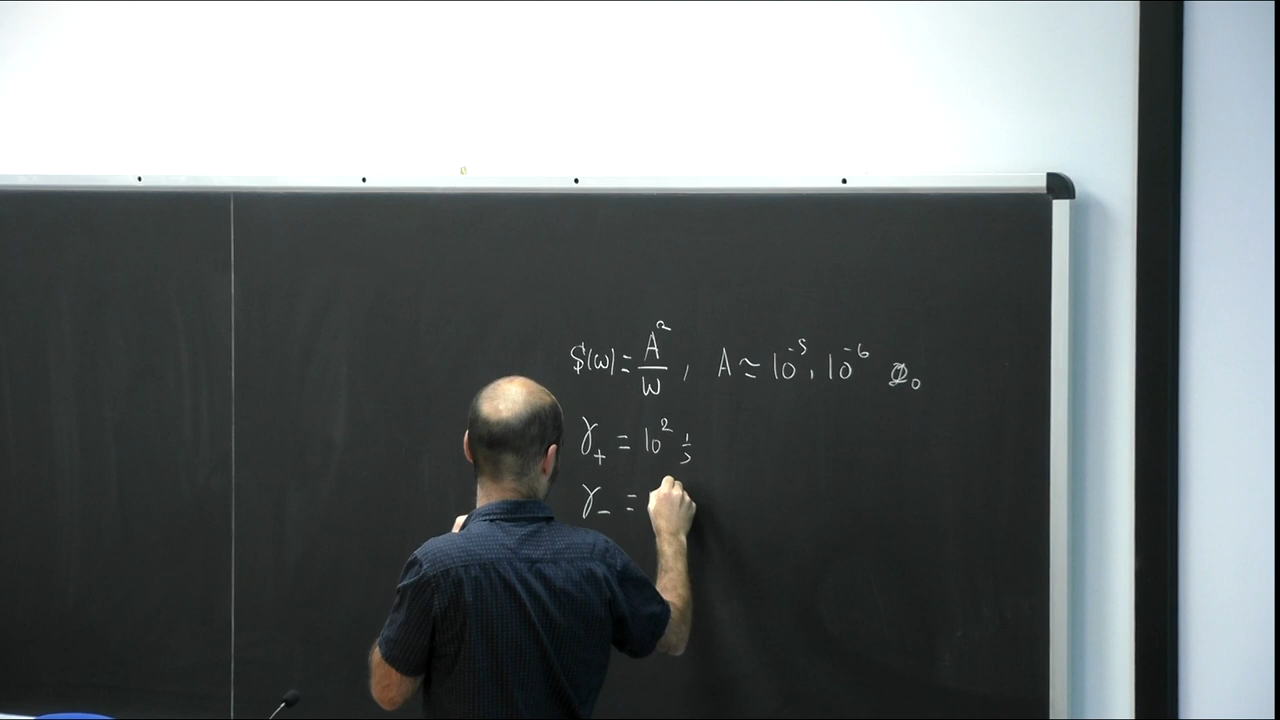 S(ω) = A²/ω , A ≃ 10⁻⁵, 10⁻⁶ Φ₀
γ₊ = 10² 1/s
γ₋ =